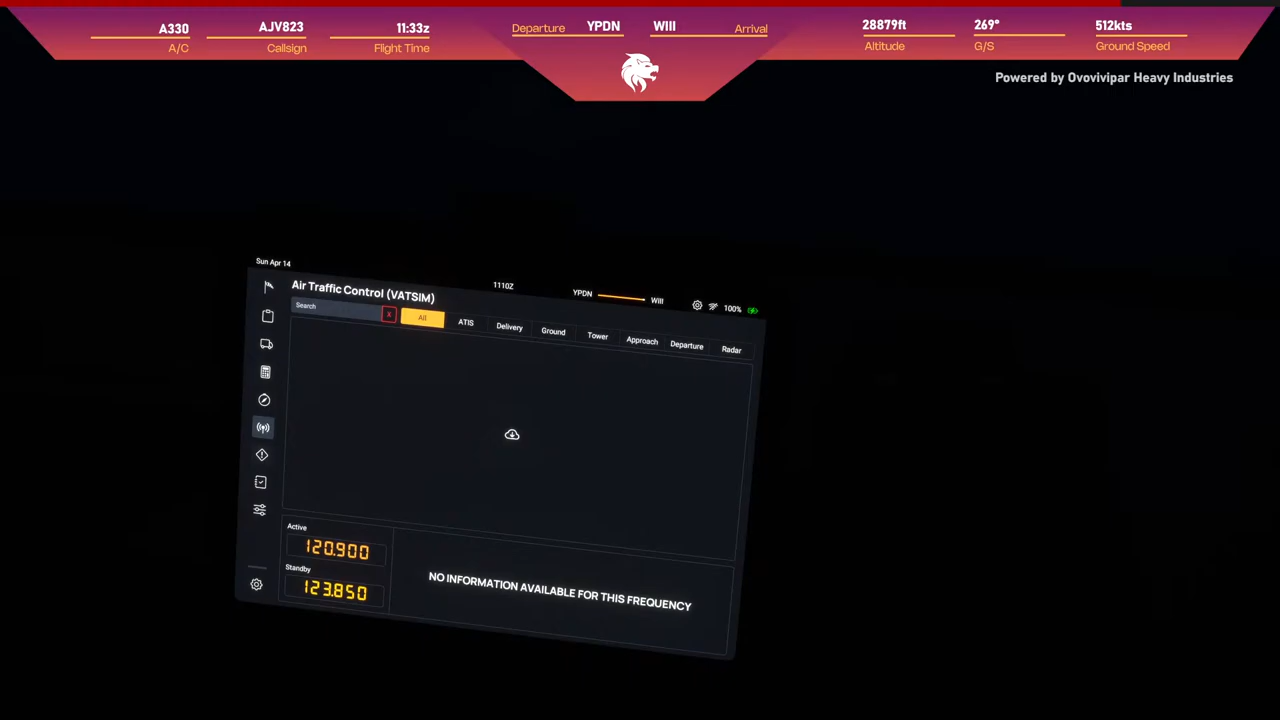 A330
A/C
AJV823
Callsign
11:33z
Flight Time
Departure
YPDN
WIII
Arrival
28879ft
Altitude
269°
G/S
512kts
Ground Speed
Powered by Ovovivipar Heavy Industries
Sun Apr 14
1110Z
YPDN
WIII
100%
Air Traffic Control (VATSIM)
Search
X
All
ATIS
Delivery
Ground
Tower
Approach
Departure
Radar
Active
120.900
Standby
123.850
NO INFORMATION AVAILABLE FOR THIS FREQUENCY